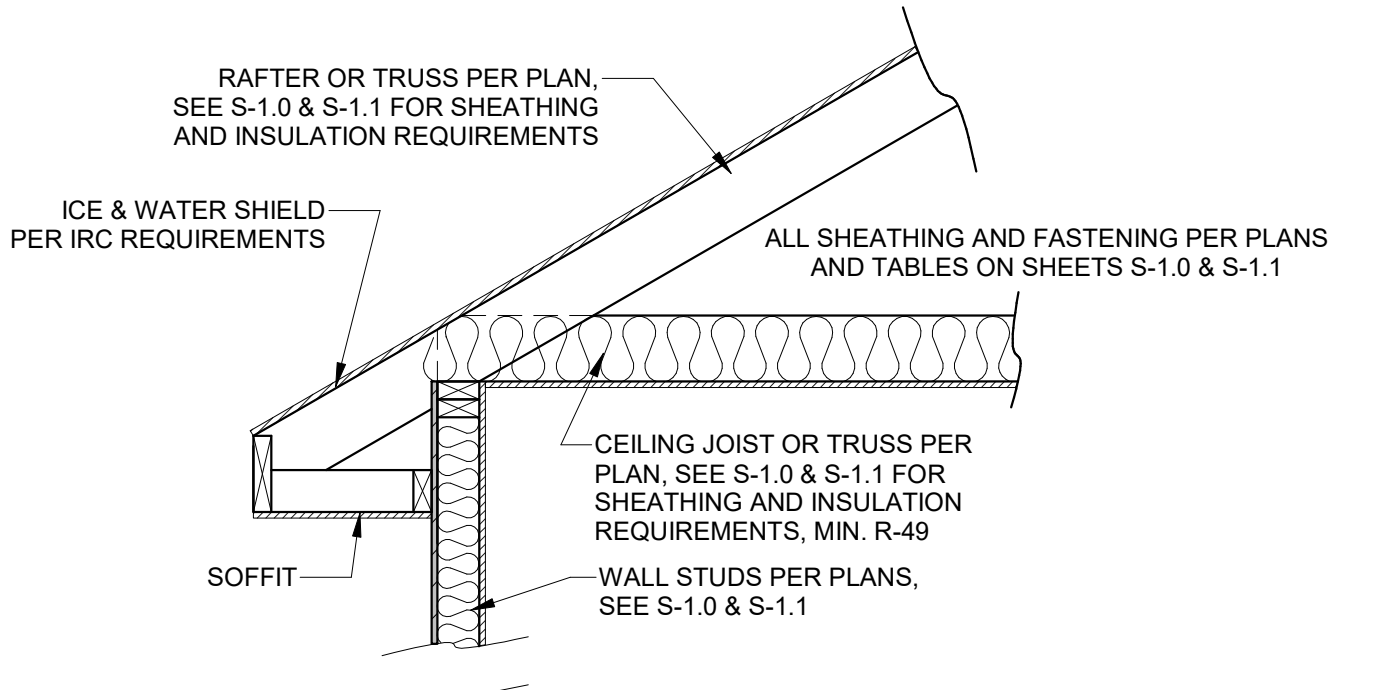 RAFTER OR TRUSS PER PLAN,
SEE S-1.0 & S-1.1 FOR SHEATHING
AND INSULATION REQUIREMENTS
ICE & WATER SHIELD
PER IRC REQUIREMENTS
ALL SHEATHING AND FASTENING PER PLANS
AND TABLES ON SHEETS S-1.0 & S-1.1
CEILING JOIST OR TRUSS PER
PLAN, SEE S-1.0 & S-1.1 FOR
SHEATHING AND INSULATION
REQUIREMENTS, MIN. R-49
SOFFIT
WALL STUDS PER PLANS,
SEE S-1.0 & S-1.1